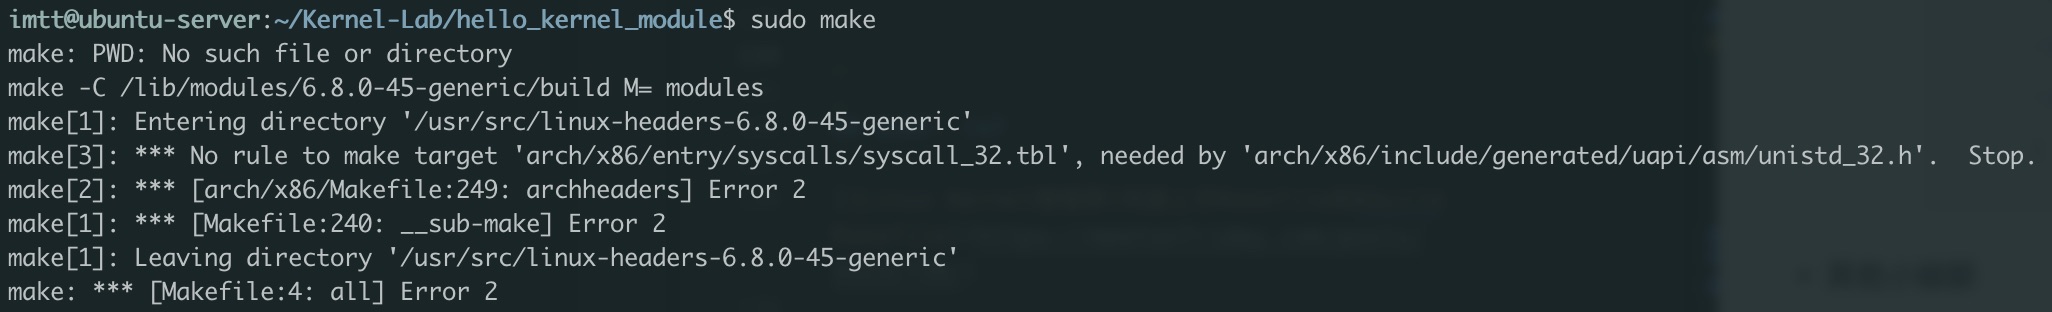 imtt@ubuntu-server:~/Kernel-Lab/hello_kernel_module$ sudo make
make: PWD: No such file or directory
make -C /lib/modules/6.8.0-45-generic/build M= modules
make[1]: Entering directory '/usr/src/linux-headers-6.8.0-45-generic'
make[3]: *** No rule to make target 'arch/x86/entry/syscalls/syscall_32.tbl', needed by 'arch/x86/include/generated/uapi/asm/unistd_32.h'.  Stop.
make[2]: *** [arch/x86/Makefile:249: archheaders] Error 2
make[1]: *** [Makefile:240: __sub-make] Error 2
make[1]: Leaving directory '/usr/src/linux-headers-6.8.0-45-generic'
make: *** [Makefile:4: all] Error 2